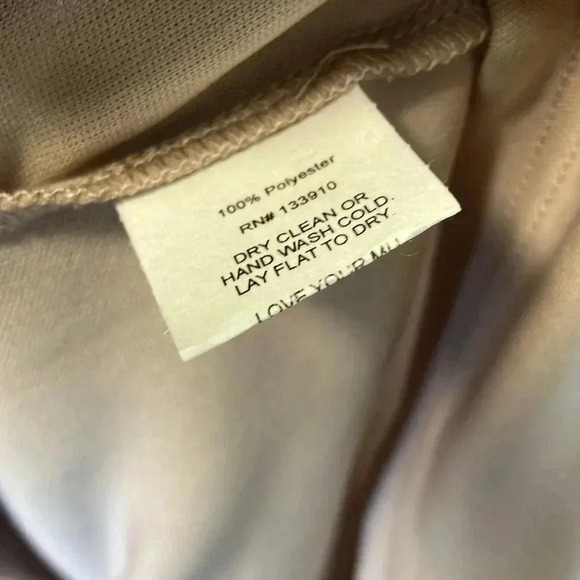 100% Polyester
RN# 133910
DRY CLEAN OR
HAND WASH COLD.
LAY FLAT TO DRY.
LOVE YOUR